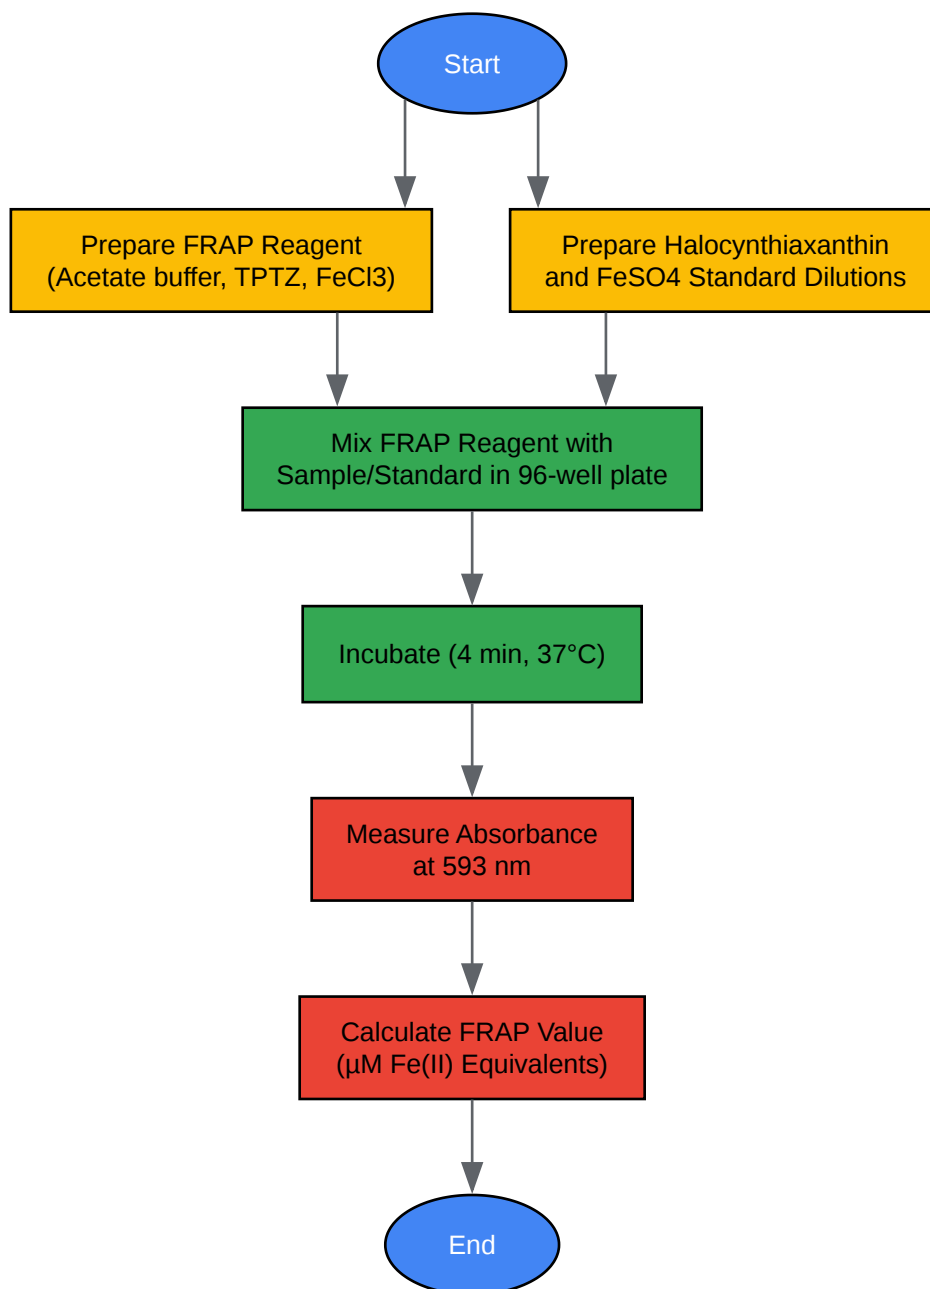 Start
Prepare FRAP Reagent
(Acetate buffer, TPTZ, FeCl3)
Prepare Halocynthiaxanthin
and FeSO4 Standard Dilutions
Mix FRAP Reagent with
Sample/Standard in 96-well plate
Incubate (4 min, 37°C)
Measure Absorbance
at 593 nm
Calculate FRAP Value
(µM Fe(II) Equivalents)
End